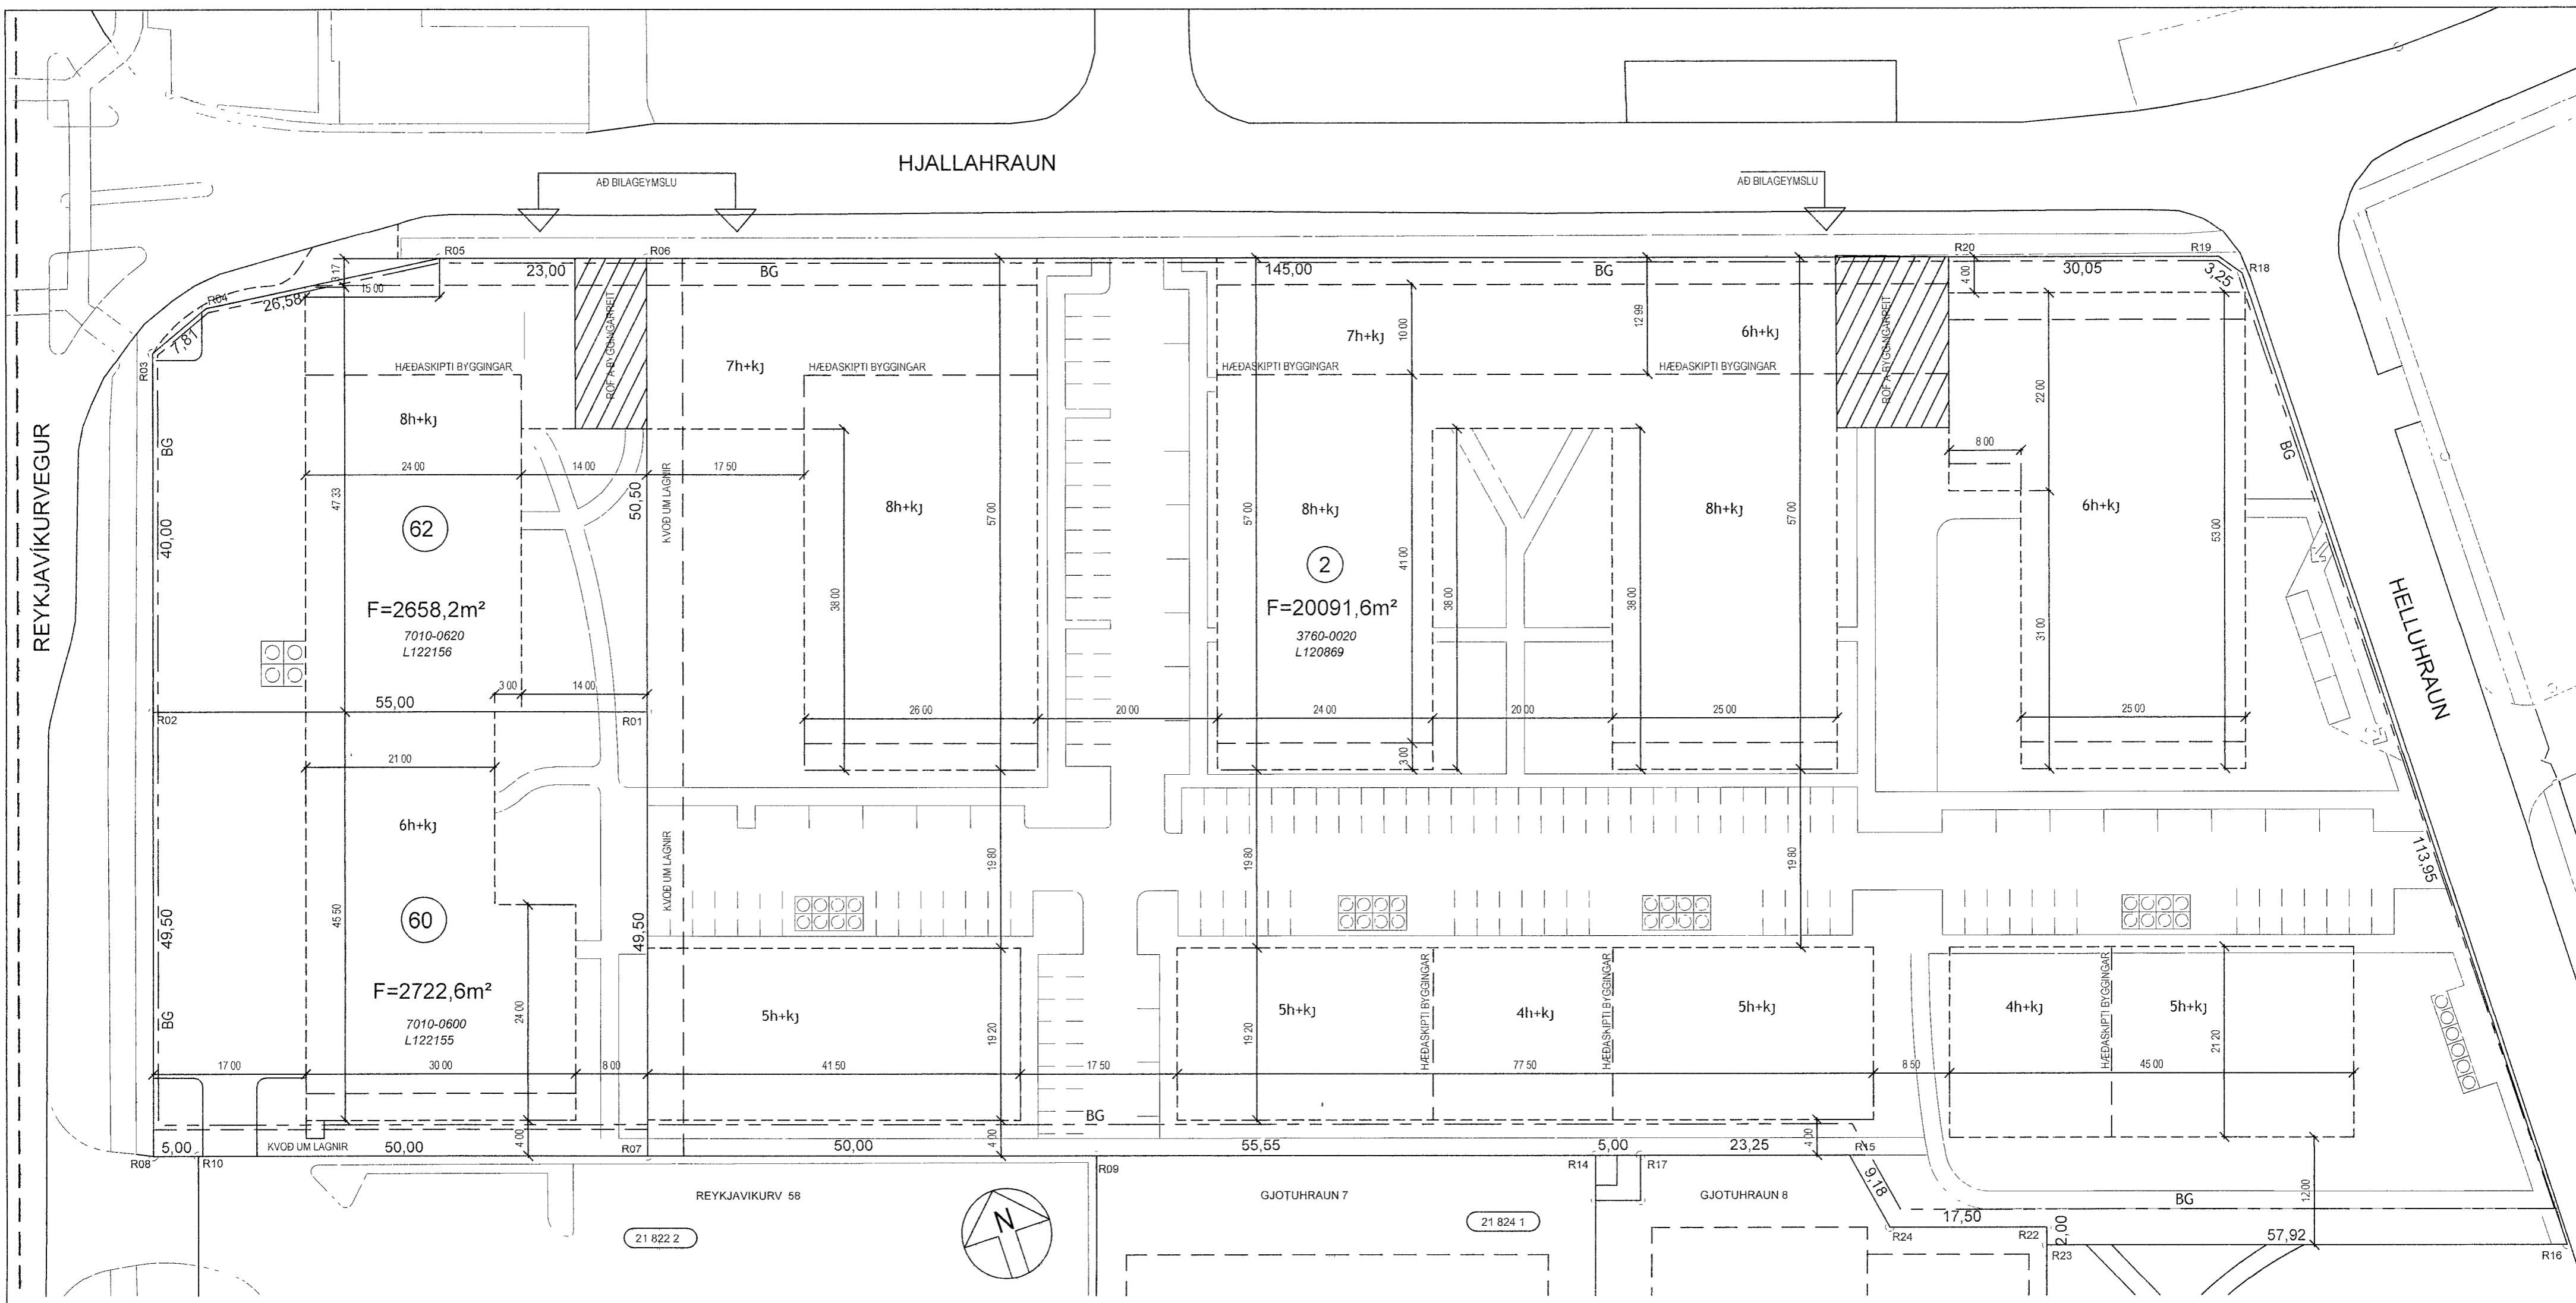 HJALLAHRAUN
AÐ BILAGEYMSLU
AÐ BILAGEYMSLU
R05
R06
R20
R19
R18
23,00
BG
145,00
BG
30,05
3,25
3 17
15 00
4 00
R04
26,58
7,81
R03
ROF Á BYGGINGARREIT
ROF Á BYGGINGARREIT
12 99
10 00
7h+kj
6h+kj
7h+kj
HÆÐASKIPTI BYGGINGAR
HÆÐASKIPTI BYGGINGAR
HÆÐASKIPTI BYGGINGAR
HÆÐASKIPTI BYGGINGAR
8h+kj
22 00
BG
BG
8 00
24 00
14 00
17 50
47 33
50,50
KVOÐ UM LAGNIR
8h+kj
57 00
57 00
8h+kj
8h+kj
57 00
6h+kj
53 00
62
40,00
REYKJAVÍKURVEGUR
2
41 00
38 00
38 00
38 00
31 00
HELLUHRAUN
F=2658,2m²
7010-0620
L122156
F=20091,6m²
3760-0020
L120869
3 00
14 00
55,00
R02
R01
26 00
20 00
24 00
20 00
25 00
25 00
3 00
21 00
6h+kj
19 80
19 80
19 80
113,95
KVOÐ UM LAGNIR
60
45 50
49,50
49,50
F=2722,6m²
7010-0600
L122155
24 00
BG
5h+kj
19 20
19 20
5h+kj
HÆÐASKIPTI BYGGINGAR
4h+kj
HÆÐASKIPTI BYGGINGAR
5h+kj
4h+kj
HÆÐASKIPTI BYGGINGAR
5h+kj
21 20
17 00
30 00
8 00
41 50
17 50
77 50
8 50
45 00
BG
5,00
KVOÐ UM LAGNIR
50,00
4 00
50,00
4 00
55,55
5,00
23,25
4 00
R08
R10
R07
R09
R14
R17
R15
9,18
REYKJAVIKURV 58
GJOTUHRAUN 7
GJOTUHRAUN 8
BG
12 00
21 822 2
N
21 824 1
17,50
R24
R22
2,00
R23
57,92
R16